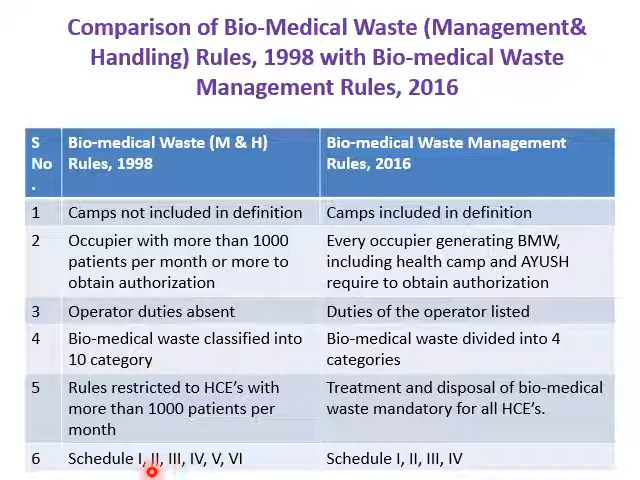 Comparison of Bio-Medical Waste (Management&
Handling) Rules, 1998 with Bio-medical Waste
Management Rules, 2016
S No. Bio-medical Waste (M & H) Rules, 1998 Bio-medical Waste Management Rules, 2016
1 Camps not included in definition Camps included in definition
2 Occupier with more than 1000 patients per month or more to obtain authorization Every occupier generating BMW, including health camp and AYUSH require to obtain authorization
3 Operator duties absent Duties of the operator listed
4 Bio-medical waste classified into 10 category Bio-medical waste divided into 4 categories
5 Rules restricted to HCE’s with more than 1000 patients per month Treatment and disposal of bio-medical waste mandatory for all HCE’s.
6 Schedule I, II, III, IV, V, VI Schedule I, II, III, IV